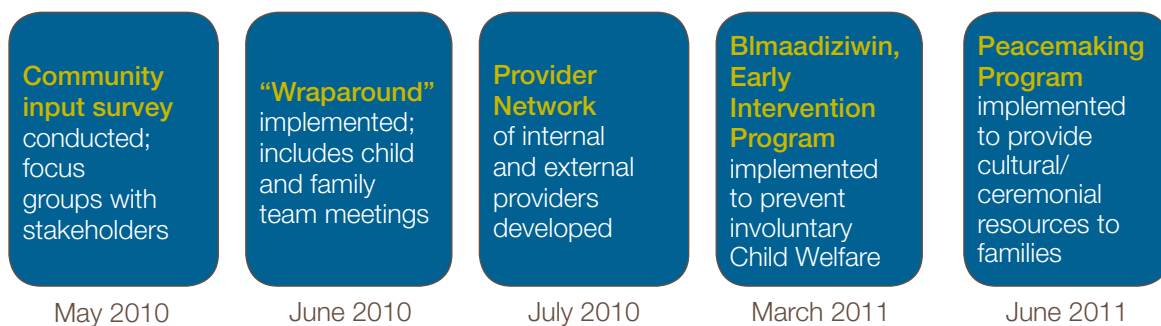 Community
input survey
conducted;
focus
groups with
stakeholders
May 2010
“Wraparound”
implemented;
includes child
and family
team meetings
June 2010
Provider
Network
of internal
and external
providers
developed
July 2010
BImaadiziwin,
Early
Intervention
Program
implemented
to prevent
involuntary
Child Welfare
March 2011
Peacemaking
Program
implemented
to provide
cultural/
ceremonial
resources to
families
June 2011